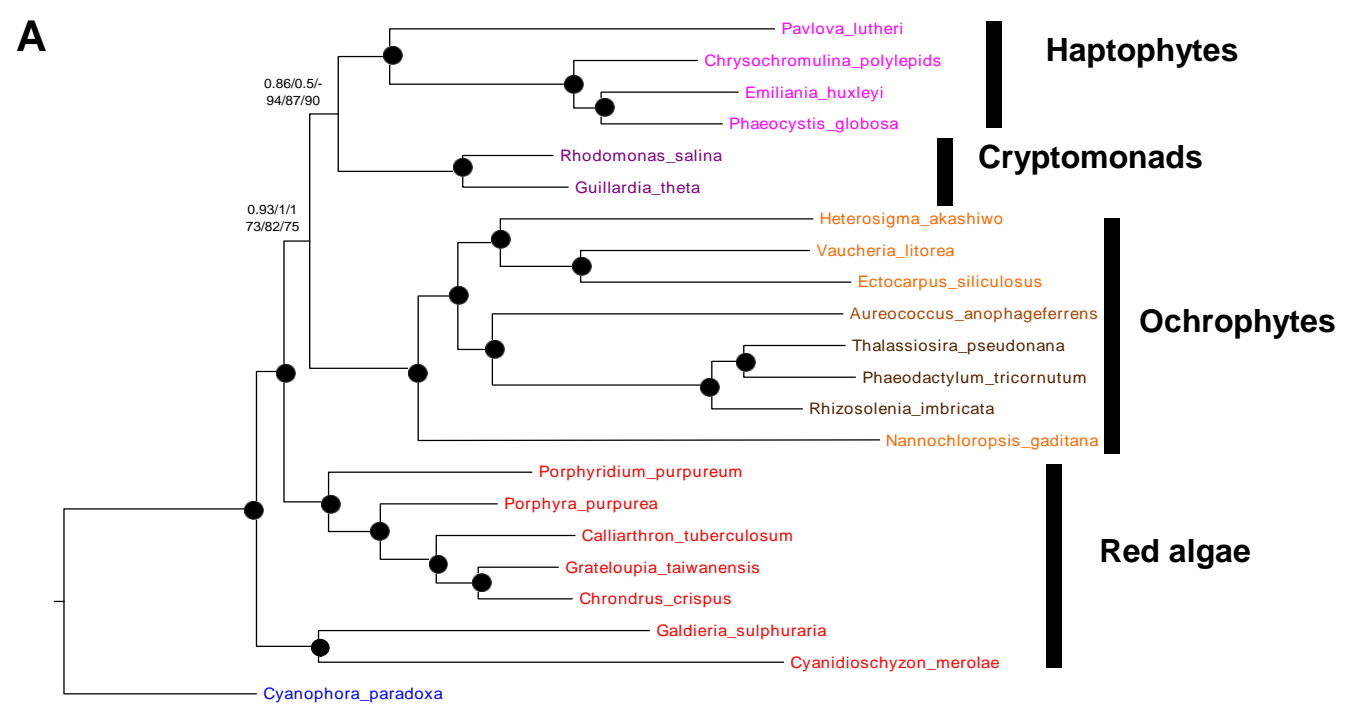 A
Pavlova_lutheri
Haptophytes
Chrysochromulina_polylepids
0.86/0.5/-
94/87/90
Emiliania_huxleyi
Phaeocystis_globosa
Rhodomonas_salina
Cryptomonads
Guillardia_theta
0.93/1/1
73/82/75
Heterosigma_akashiwo
Vaucheria_litorea
Ectocarpus_siliculosus
Aureococcus_anophageferrens
Ochrophytes
Thalassiosira_pseudonana
Phaeodactylum_tricornutum
Rhizosolenia_imbricata
Nannochloropsis_gaditana
Porphyridium_purpureum
Porphyra_purpurea
Calliarthron_tuberculosum
Red algae
Grateloupia_taiwanensis
Chrondrus_crispus
Galdieria_sulphuraria
Cyanidioschyzon_merolae
Cyanophora_paradoxa